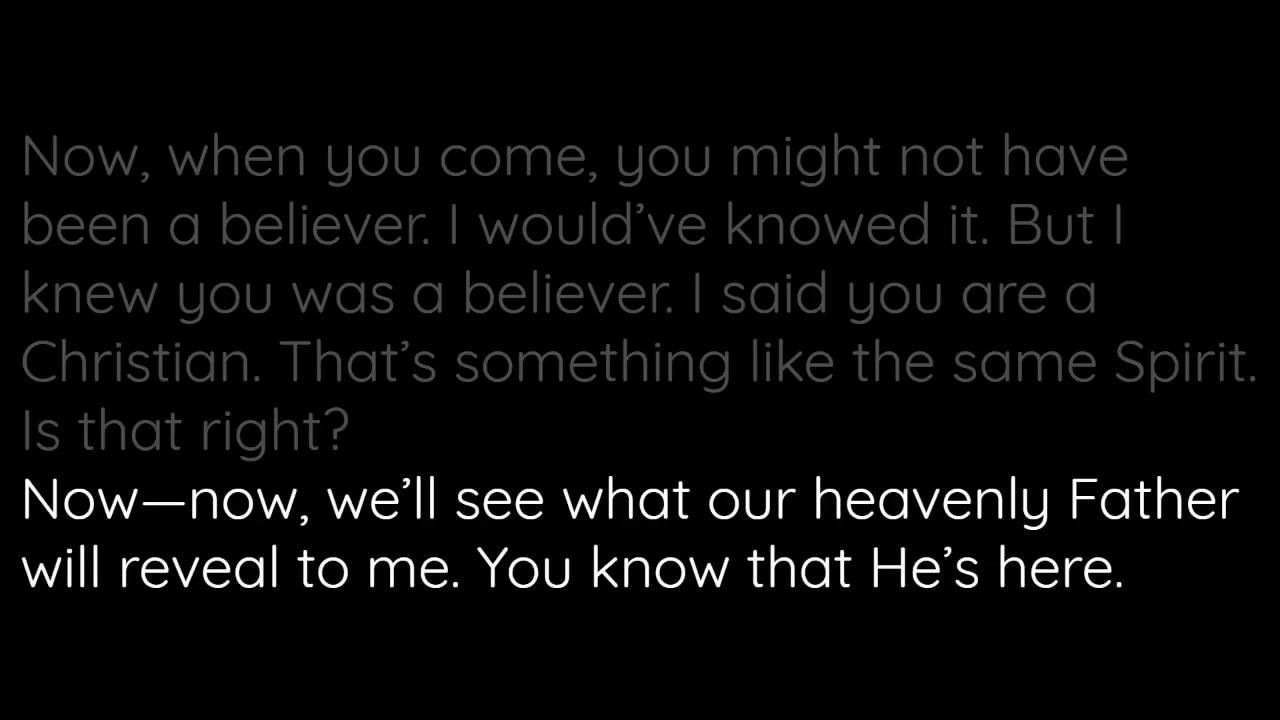 Now, when you come, you might not have
been a believer. I would’ve knowed it. But I
knew you was a believer. I said you are a
Christian. That’s something like the same Spirit.
Is that right?
Now—now, we’ll see what our heavenly Father
will reveal to me. You know that He’s here.